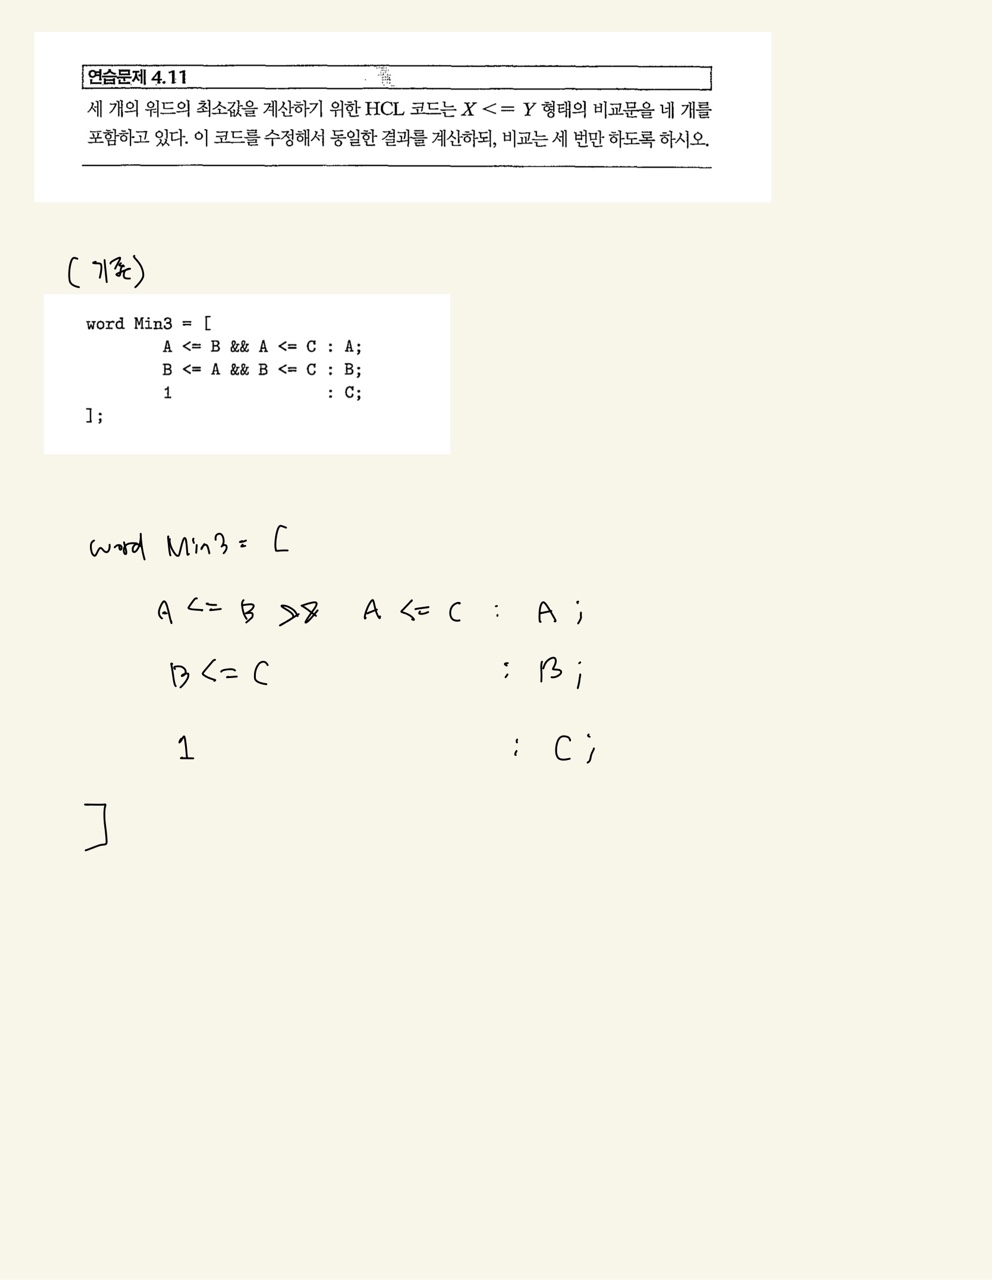 연습문제 4.11
세 개의 워드의 최소값을 계산하기 위한 HCL 코드는 X <= Y 형태의 비교문을 네 개를
포함하고 있다. 이 코드를 수정해서 동일한 결과를 계산하되, 비교는 세 번만 하도록 하시오.
(기존)
word Min3 = [
A <= B && A <= C : A;
B <= A && B <= C : B;
1 : C;
];
word Min3 = [
A <= B && A <= C : A;
B <= C : B;
1 : C;
]